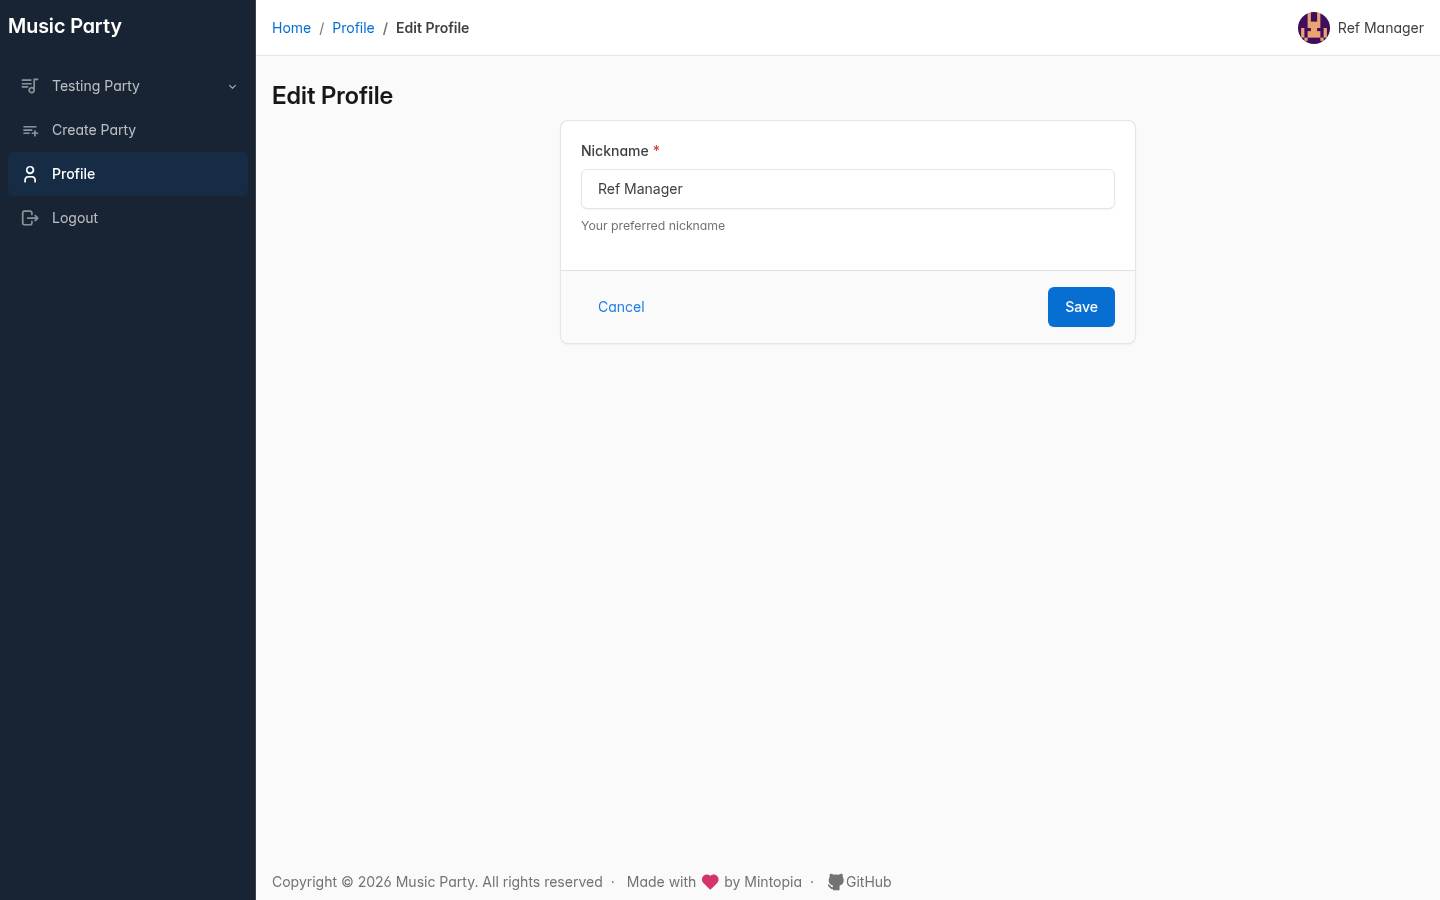 Music Party
Testing Party
Create Party
Profile
Logout
Home / Profile / Edit Profile
Ref Manager
Edit Profile
Nickname *
Ref Manager
Your preferred nickname
Cancel
Save
Copyright © 2026 Music Party. All rights reserved · Made with by Mintopia · GitHub